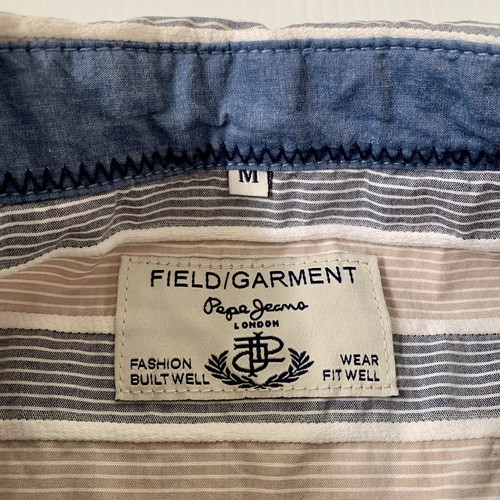 M
FIELD/GARMENT
Pepe Jeans
LONDON
FASHION WEAR
BUILT WELL FIT WELL